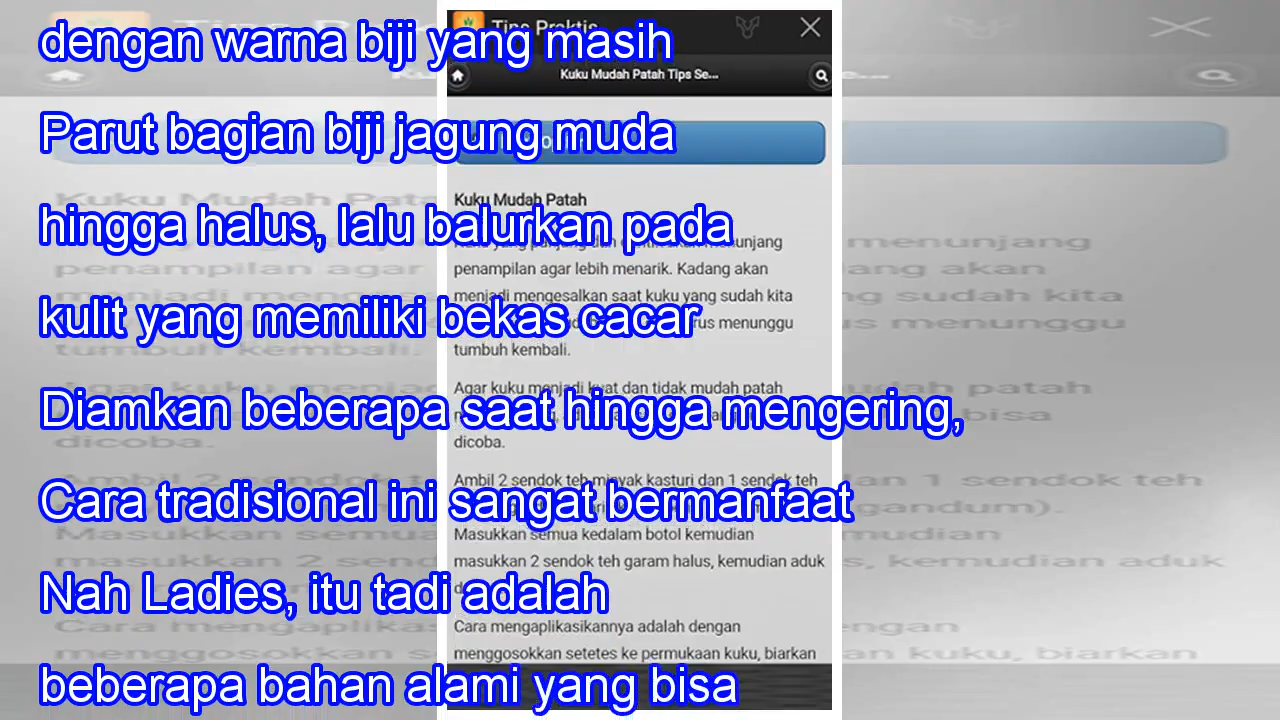 dengan warna biji yang masih
Parut bagian biji jagung muda
hingga halus, lalu balurkan pada
kulit yang memiliki bekas cacar
Diamkan beberapa saat hingga mengering,
Cara tradisional ini sangat bermanfaat
Nah Ladies, itu tadi adalah
beberapa bahan alami yang bisa
Tips Praktis
Kuku Mudah Patah Tips Se...
Kuku Mudah Patah
menunjang
penampilan agar lebih menarik. Kadang akan
menjadi mengesalkan saat kuku yang sudah kita
menunggu
tumbuh kembali.
Agar kuku menjadi kuat dan tidak mudah patah
bisa
dicoba.
Ambil 2 sendok teh minyak kasturi dan 1 sendok teh
Masukkan semua kedalam botol kemudian
masukkan 2 sendok teh garam halus, kemudian aduk
Cara mengaplikasikannya adalah dengan
menggosokkan setetes ke permukaan kuku, biarkan